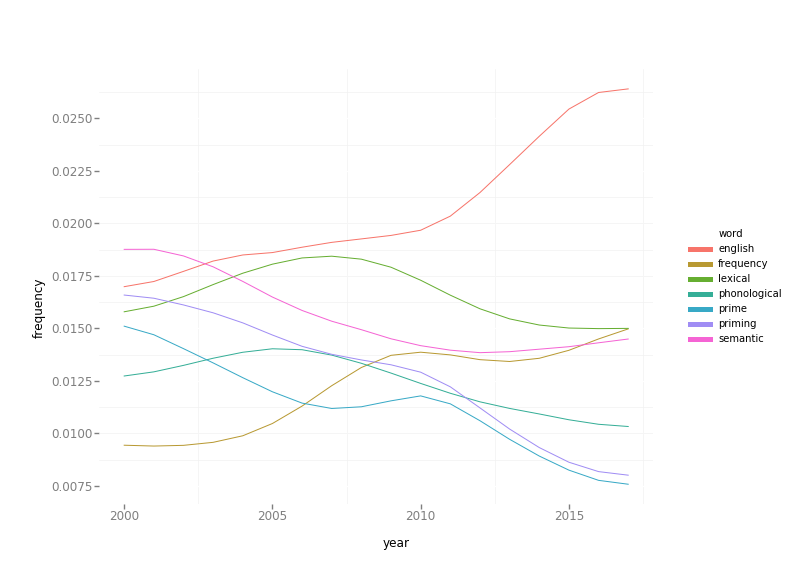 0.0250
0.0225
0.0200
0.0175
0.0150
0.0125
0.0100
0.0075
frequency
2000
2005
2010
2015
year
word
english
frequency
lexical
phonological
prime
priming
semantic